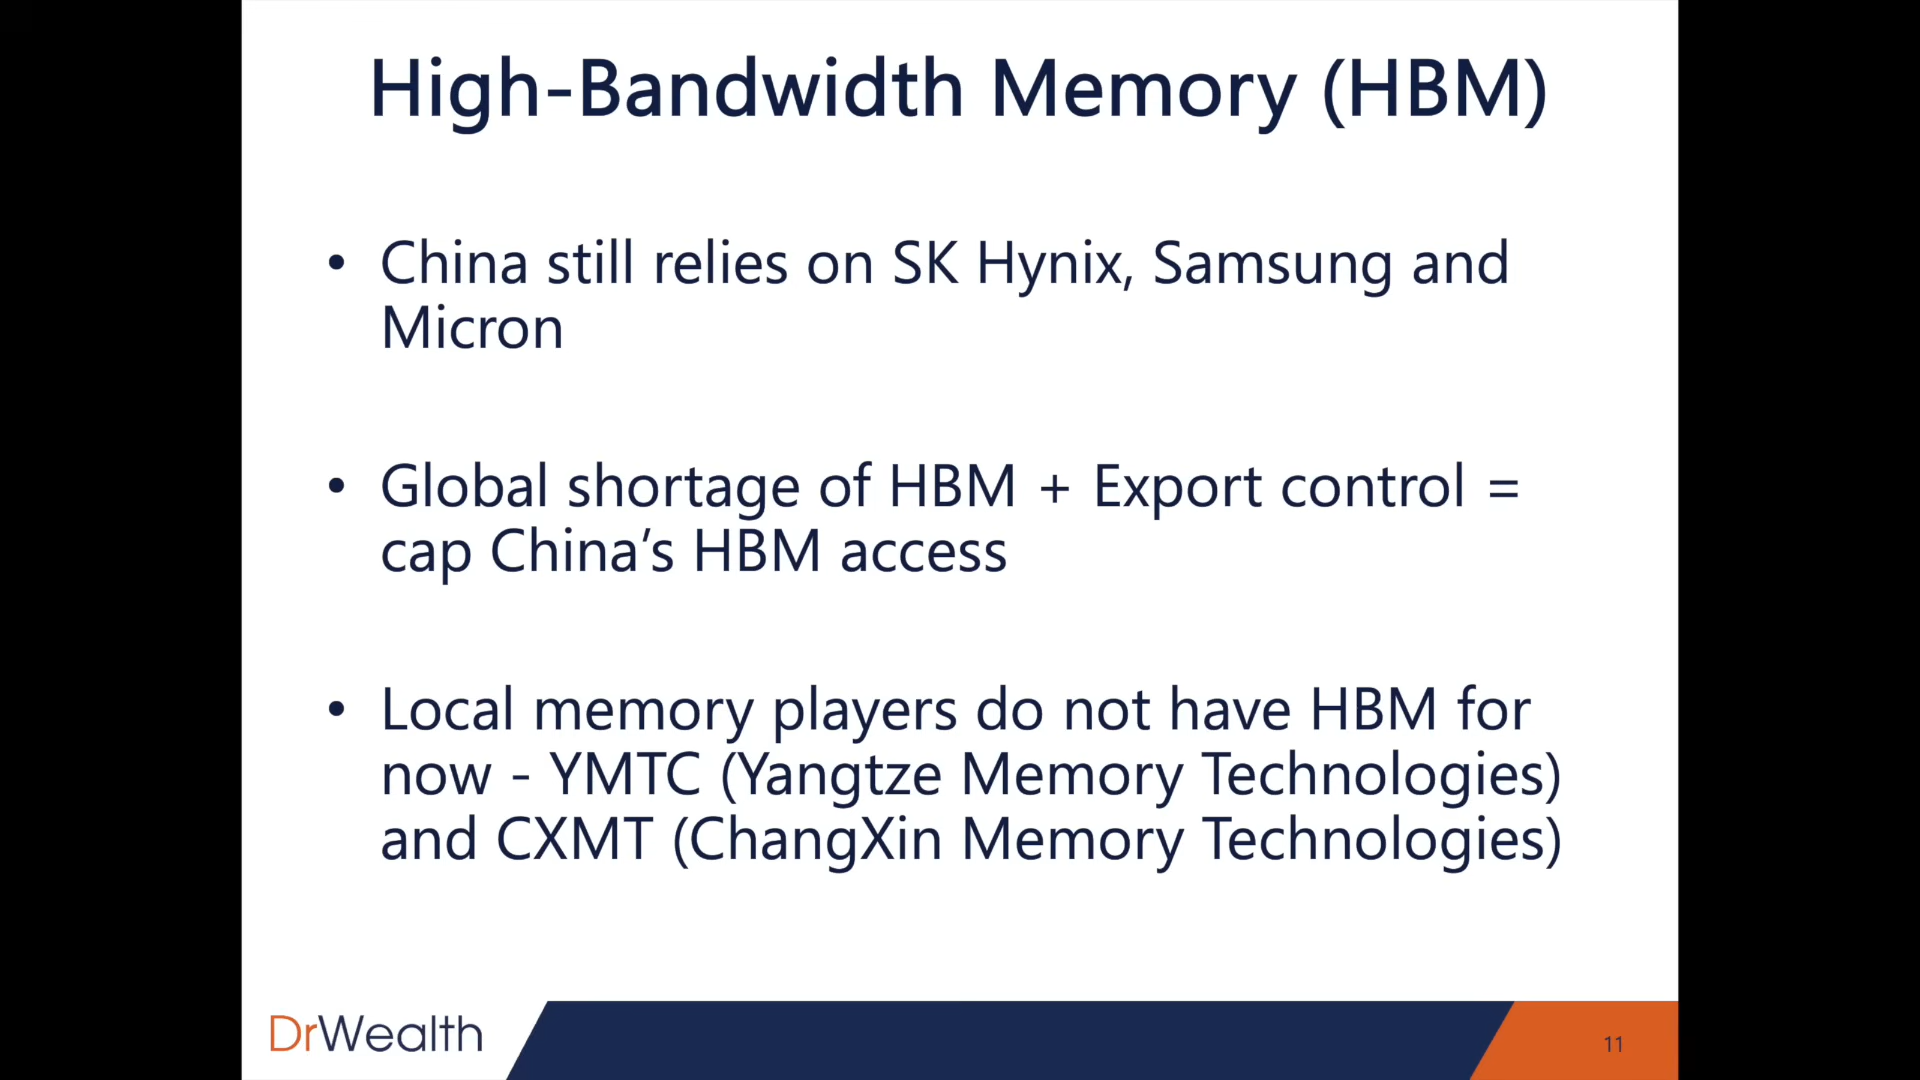 High-Bandwidth Memory (HBM)
• China still relies on SK Hynix, Samsung and
Micron
• Global shortage of HBM + Export control =
cap China’s HBM access
• Local memory players do not have HBM for
now - YMTC (Yangtze Memory Technologies)
and CXMT (ChangXin Memory Technologies)
DrWealth
11